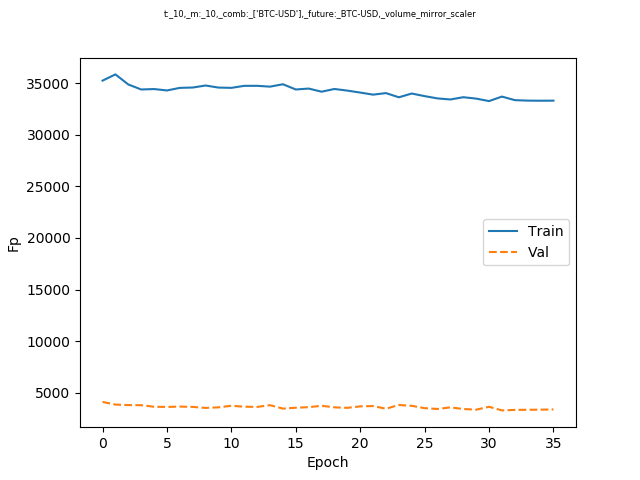 t:_10,_m:_10,_comb:_['BTC-USD'],_future:_BTC-USD,_volume_mirror_scaler
35000
30000
25000
20000
15000
10000
5000
Fp
Train
Val
0 5 10 15 20 25 30 35
Epoch